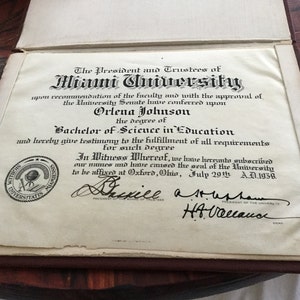 The President and Trustees of
Miami University
upon recommendation of the faculty and with the approval of
the University Senate have conferred upon
Orlena Johnson
the degree of
Bachelor of Science in Education
and hereby give testimony to the fulfillment of all requirements
for such degree
In Witness Whereof, we have hereunto subscribed
our names and have caused the seal of the University
to be affixed at Oxford, Ohio, July 29th A.D. 1938.